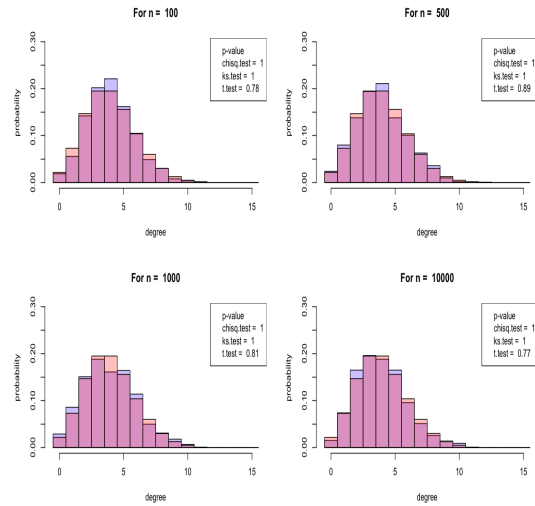 For n = 100
0.00 0.10 0.20 0.30
probability
p-value
chisq.test = 1
ks.test = 1
t.test = 0.78
0 5 10 15
degree
For n = 500
0.00 0.10 0.20 0.30
probability
p-value
chisq.test = 1
ks.test = 1
t.test = 0.89
0 5 10 15
degree
For n = 1000
0.00 0.10 0.20 0.30
probability
p-value
chisq.test = 1
ks.test = 1
t.test = 0.81
0 5 10 15
degree
For n = 10000
0.00 0.10 0.20 0.30
probability
p-value
chisq.test = 1
ks.test = 1
t.test = 0.77
0 5 10 15
degree